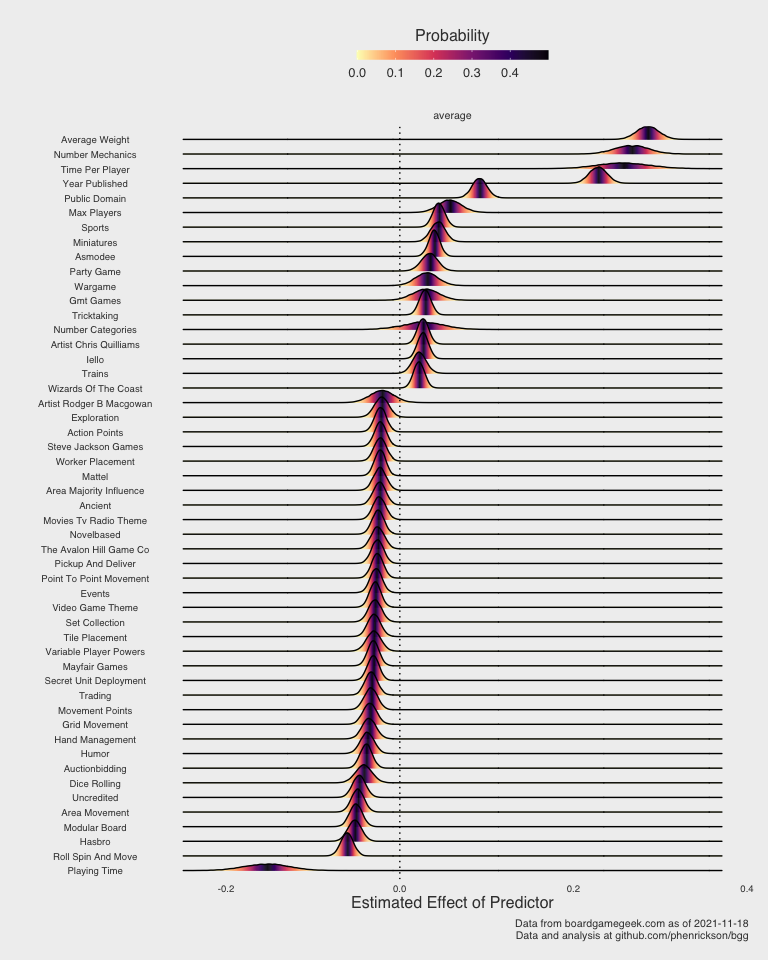 Probability
0.0 0.1 0.2 0.3 0.4
average
Average Weight
Number Mechanics
Time Per Player
Year Published
Public Domain
Max Players
Sports
Miniatures
Asmodee
Party Game
Wargame
Gmt Games
Tricktaking
Number Categories
Artist Chris Quilliams
Iello
Trains
Wizards Of The Coast
Artist Rodger B Macgowan
Exploration
Action Points
Steve Jackson Games
Worker Placement
Mattel
Area Majority Influence
Ancient
Movies Tv Radio Theme
Novelbased
The Avalon Hill Game Co
Pickup And Deliver
Point To Point Movement
Events
Video Game Theme
Set Collection
Tile Placement
Variable Player Powers
Mayfair Games
Secret Unit Deployment
Trading
Movement Points
Grid Movement
Hand Management
Humor
Auctionbidding
Dice Rolling
Uncredited
Area Movement
Modular Board
Hasbro
Roll Spin And Move
Playing Time
-0.2 0.0 0.2 0.4
Estimated Effect of Predictor
Data from boardgamegeek.com as of 2021-11-18
Data and analysis at github.com/phenrickson/bgg